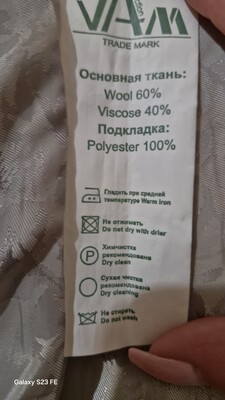 VAM
TRADE MARK
Основная ткань:
Wool 60%
Viscose 40%
Подкладка:
Polyester 100%
Гладить при средней
температуре Warm iron
Не отжимать
Do not dry with drier
P
Химчистка
рекомендована
Dry clean
Сухая чистка
рекомендована
Dry cleaning
Не стирать
Do not wash
Galaxy S23 FE